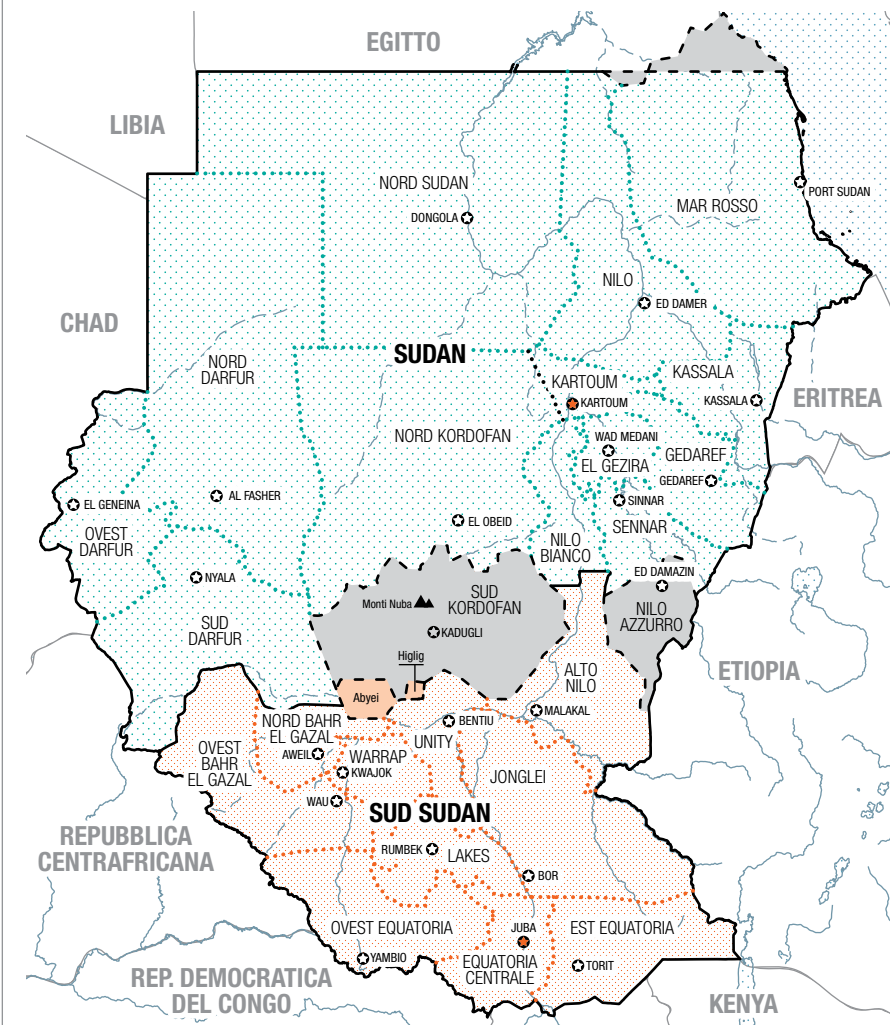 EGITTO
LIBIA
NORD SUDAN
DONGOLA
MAR ROSSO
PORT SUDAN
NILO
ED DAMER
CHAD
NORD
DARFUR
SUDAN
KARTOUM
KARTOUM
KASSALA
KASSALA
ERITREA
NORD KORDOFAN
WAD MEDANI
EL GEZIRA
GEDAREF
GEDAREF
EL GENEINA
AL FASHER
SINNAR
SENNAR
EL OBEID
OVEST
DARFUR
NILO
BIANCO
NYALA
ED DAMAZIN
SUD
KORDOFAN
Monti Nuba
NILO
AZZURRO
SUD
DARFUR
KADUGLI
Higlig
ALTO
NILO
ETIOPIA
Abyei
MALAKAL
NORD BAHR
EL GAZAL
BENTIU
UNITY
AWEIL
OVEST
BAHR
EL GAZAL
WARRAP
KWAJOK
JONGLEI
WAU
SUD SUDAN
REPUBBLICA
CENTRAFRICANA
RUMBEK
LAKES
BOR
OVEST EQUATORIA
JUBA
EST EQUATORIA
YAMBIO
EQUATORIA
CENTRALE
TORIT
REP. DEMOCRATICA
DEL CONGO
KENYA